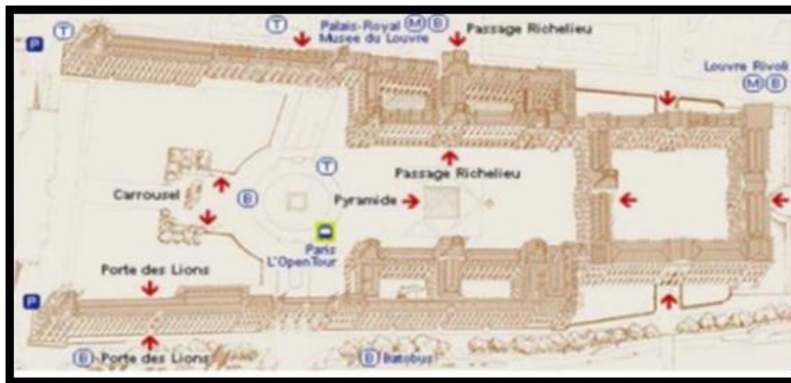 T
Palais-Royal M B
Musee du Louvre
Passage Richelieu
P
T
Louvre Rivoli
M B
T
Passage Richelieu
Carrousel
B
Pyramide
Paris
L'OpenTour
Porte des Lions
P
B Porte des Lions
B Batobus